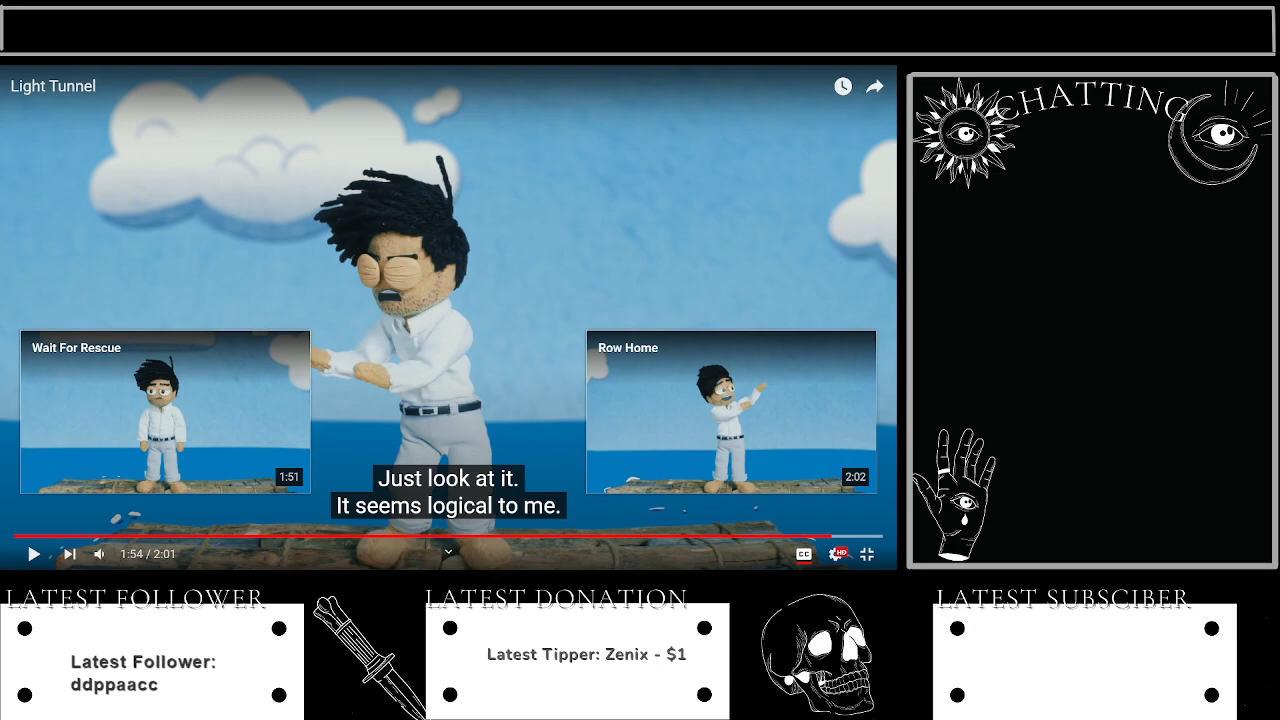 Light Tunnel
CHATTING
Wait For Rescue
Row Home
1:51
2:02
Just look at it.
It seems logical to me.
1:54 / 2:01
CC
HD
LATEST FOLLOWER
LATEST DONATION
LATEST SUBSCIBER
Latest Follower:
ddppaacc
Latest Tipper: Zenix - $1